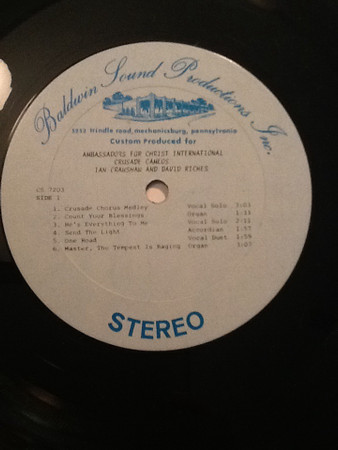 Baldwin Sound Productions Inc.
Hindle road, mechanicsburg, pennsylvania
Custom Produced for
AMBASSADORS FOR CHRIST INTERNATIONAL
CRUSADE CAMEOS
IAN CRAWSHAW AND DAVID RICHES
CS 7203
SIDE 1
1. Crusade Chorus Medley Vocal Solo
2. Count Your Blessings Organ
3. He's Everything To Me Vocal Solo
4. Send The Light Accordian
5. One Road Vocal Duet
6. Master, The Tempest Is Raging Organ
STEREO